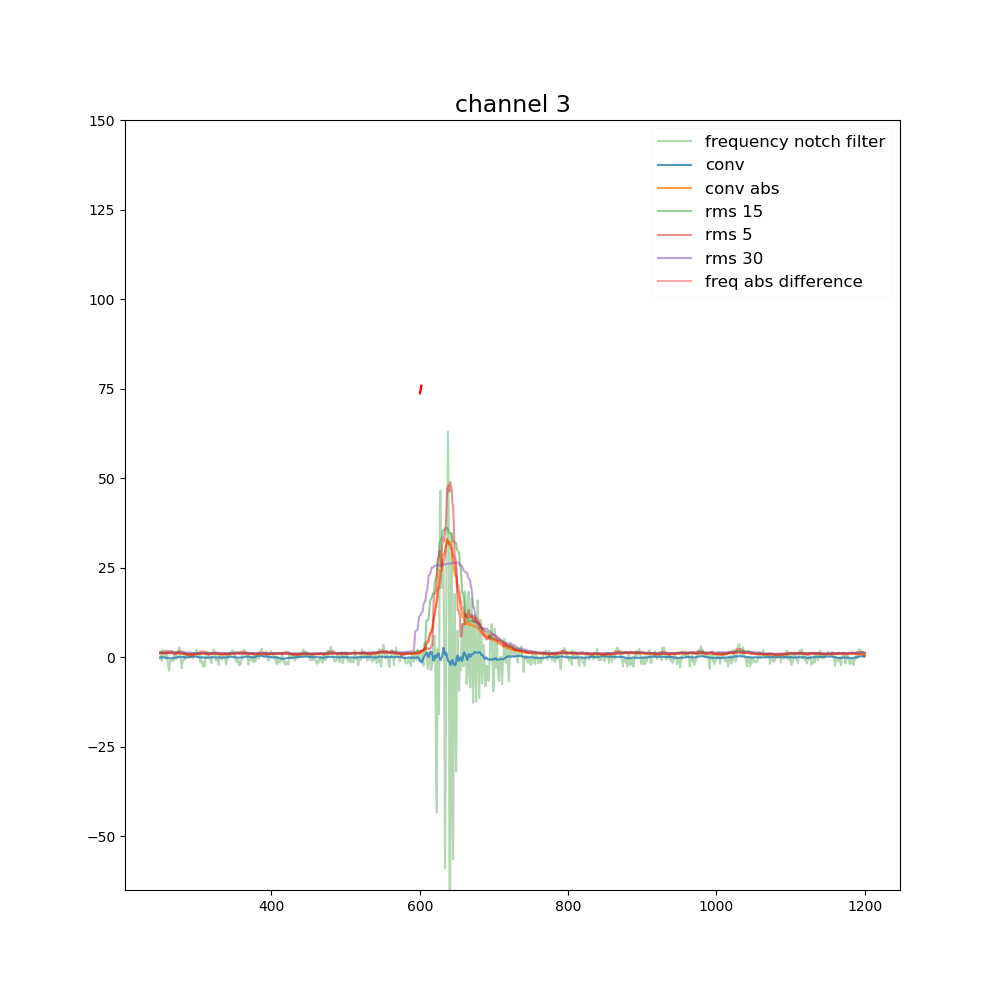 channel 3
150
125
100
75
50
25
0
−25
−50
400 600 800 1000 1200
frequency notch filter
conv
conv abs
rms 15
rms 5
rms 30
freq abs difference